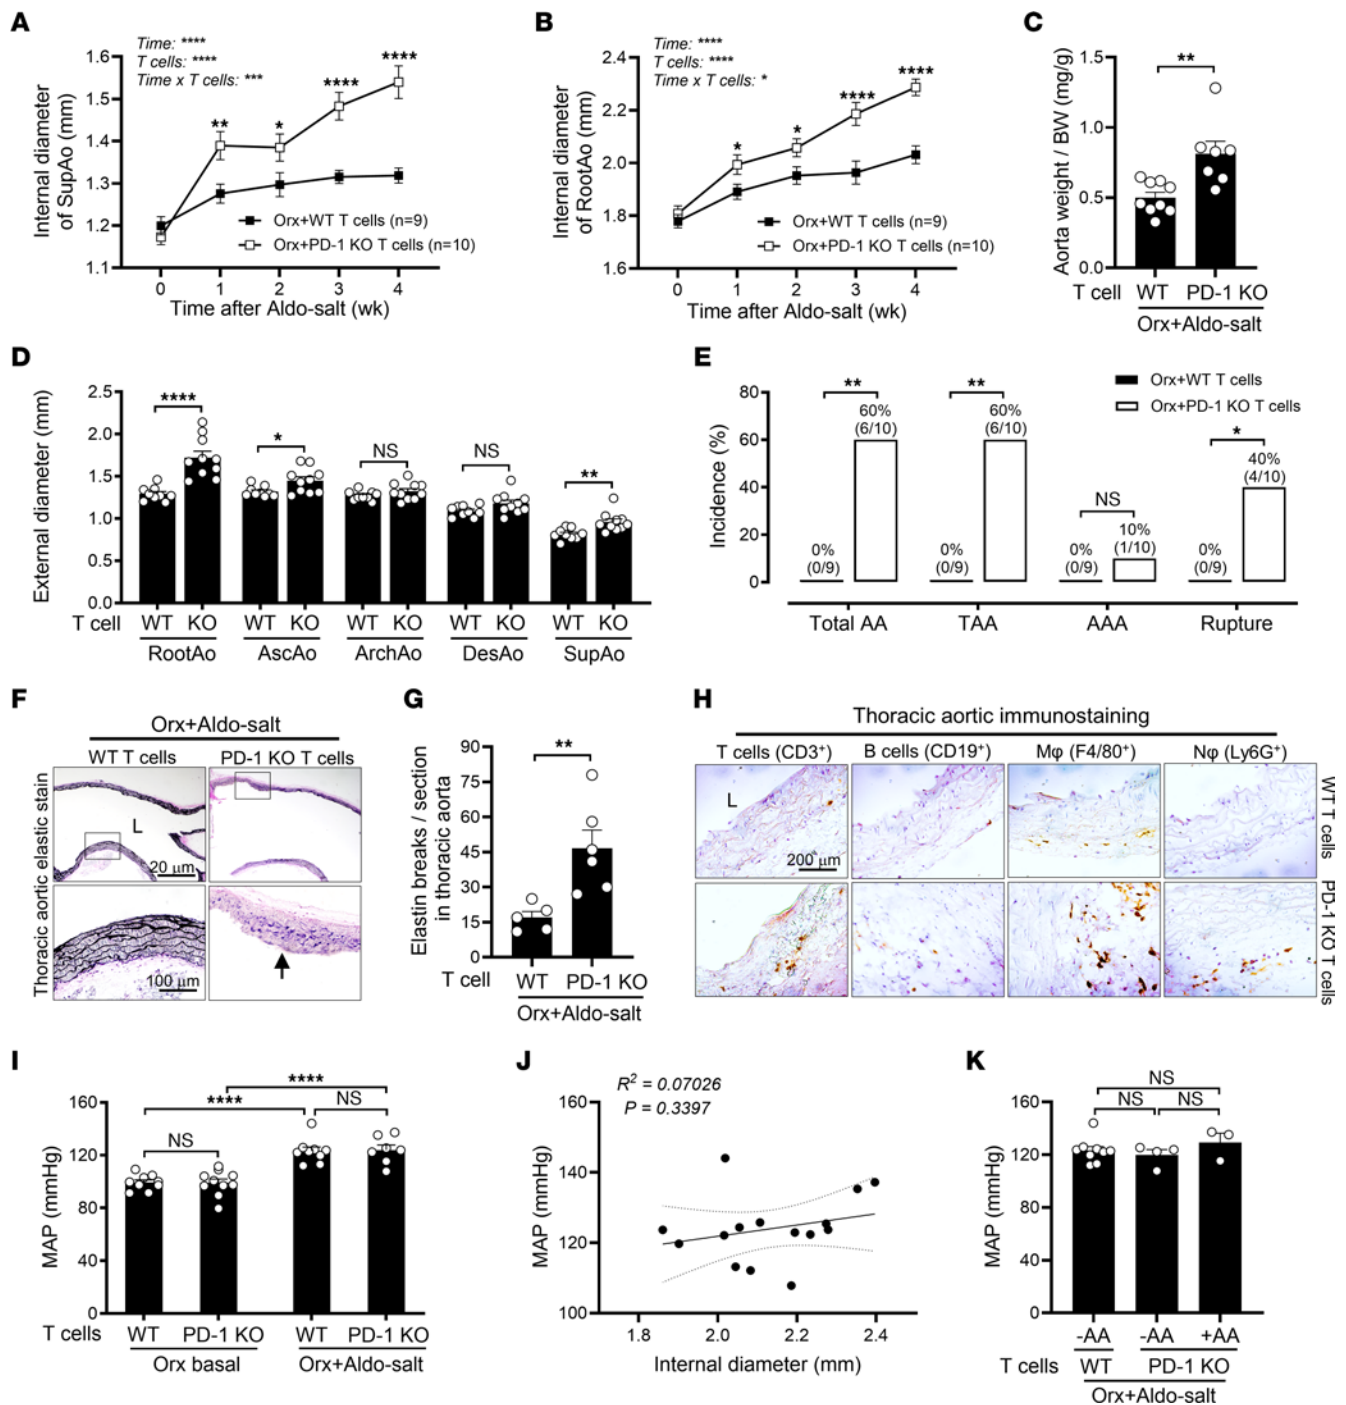 A
Time: ****
T cells: ****
Time x T cells: ***
Internal diameter
of SupAo (mm)
1.6
1.5
1.4
1.3
1.2
1.1
**
*
****
****
Orx+WT T cells (n=9)
Orx+PD-1 KO T cells (n=10)
0 1 2 3 4
Time after Aldo-salt (wk)
B
Time: ****
T cells: ****
Time x T cells: *
Internal diameter
of RootAo (mm)
2.4
2.2
2.0
1.8
1.6
*
*
****
****
Orx+WT T cells (n=9)
Orx+PD-1 KO T cells (n=10)
0 1 2 3 4
Time after Aldo-salt (wk)
C
Aorta weight / BW (mg/g)
1.5
1.0
0.5
0.0
**
T cell WT PD-1 KO
Orx+Aldo-salt
D
External diameter (mm)
2.5
2.0
1.5
1.0
0.5
0.0
****
*
NS
NS
**
T cell WT KO WT KO WT KO WT KO WT KO
RootAo AscAo ArchAo DesAo SupAo
E
Incidence (%)
80
60
40
20
0
Orx+WT T cells
Orx+PD-1 KO T cells
** ** NS *
0%
(0/9)
60%
(6/10)
0%
(0/9)
60%
(6/10)
0%
(0/9)
10%
(1/10)
0%
(0/9)
40%
(4/10)
Total AA TAA AAA Rupture
F
Orx+Aldo-salt
WT T cells PD-1 KO T cells
Thoracic aortic elastic stain
L
20 μm
100 μm
G
Elastin breaks / section
in thoracic aorta
90
75
60
45
30
15
0
**
T cell WT PD-1 KO
Orx+Aldo-salt
H
Thoracic aortic immunostaining
T cells (CD3+) B cells (CD19+) Mφ (F4/80+) Nφ (Ly6G+)
L
200 μm
WT T cells
PD-1 KO T cells
I
MAP (mmHg)
160
120
80
40
0
****
****
NS
NS
T cells WT PD-1 KO WT PD-1 KO
Orx basal Orx+Aldo-salt
J
R2 = 0.07026
P = 0.3397
MAP (mmHg)
160
140
120
100
1.8 2.0 2.2 2.4
Internal diameter (mm)
K
MAP (mmHg)
160
120
80
40
0
NS
NS NS
-AA -AA +AA
T cells WT PD-1 KO
Orx+Aldo-salt